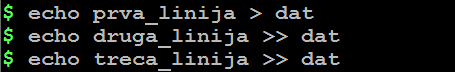 $ echo prva_linija > dat
$ echo druga_linija >> dat
$ echo treca_linija >> dat